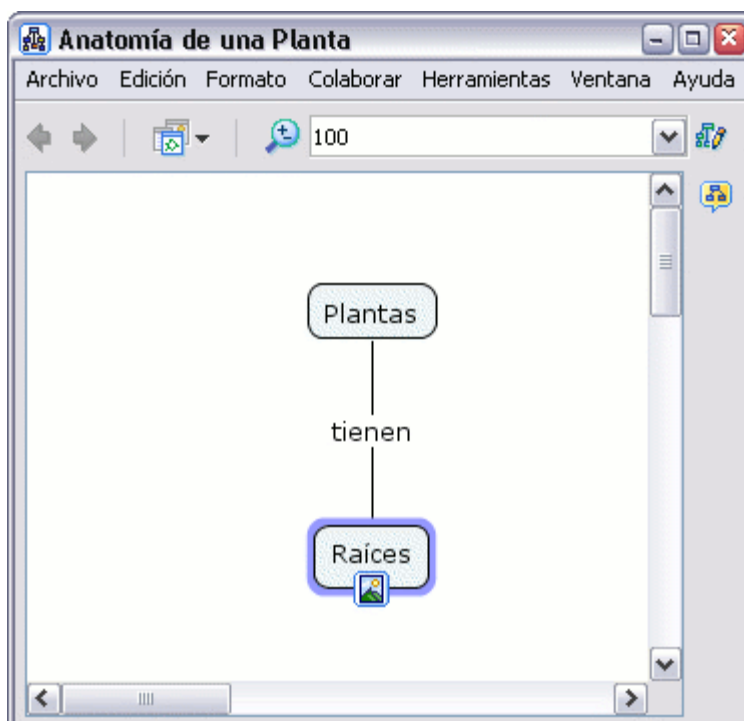 Anatomía de una Planta
Archivo Edición Formato Colaborar Herramientas Ventana Ayuda
100
Plantas
tienen
Raíces